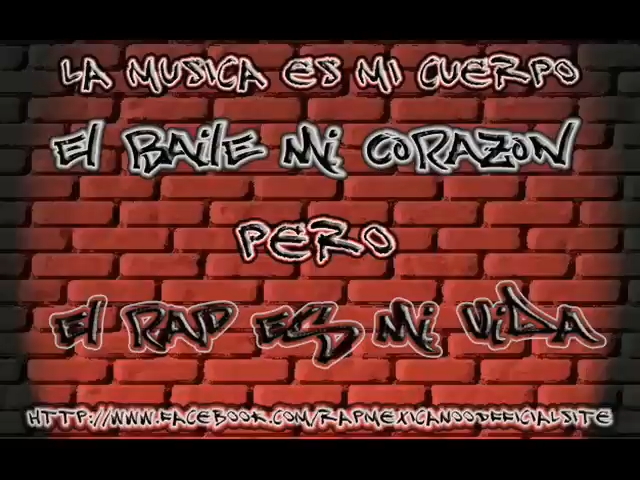 LA MUSICA ES MI CUERPO
El BAilE Mi CORAZON
PERO
El RAP ES Mi ViDA
HTTP://WWW.FACEBOOK.COM/RAPMEXICANOODFFICIALSITE